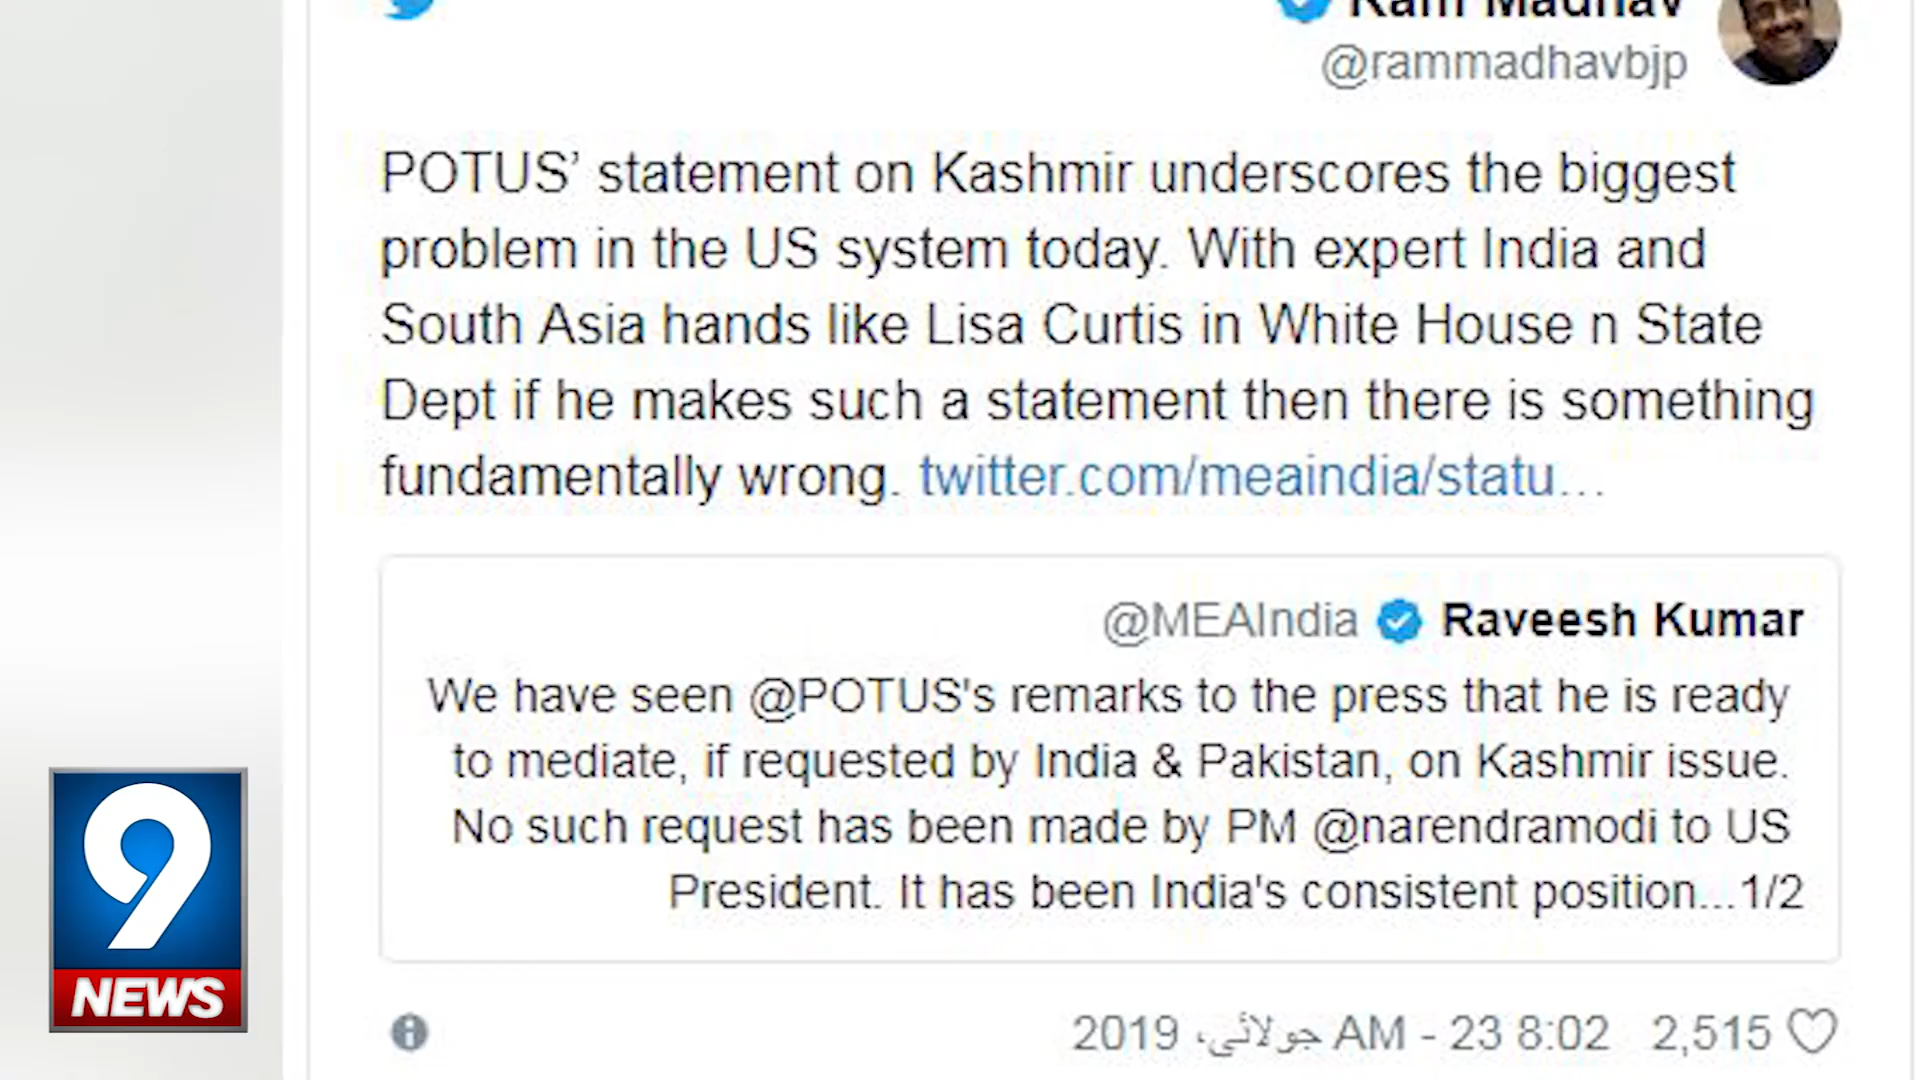 Ram Madhav
@rammadhavbjp
POTUS’ statement on Kashmir underscores the biggest
problem in the US system today. With expert India and
South Asia hands like Lisa Curtis in White House n State
Dept if he makes such a statement then there is something
fundamentally wrong. twitter.com/meaindia/statu…
@MEAIndia Raveesh Kumar
We have seen @POTUS's remarks to the press that he is ready
to mediate, if requested by India & Pakistan, on Kashmir issue.
No such request has been made by PM @narendramodi to US
President. It has been India's consistent position...1/2
2019 ،جولائی AM - 23 8:02 2,515
9
NEWS